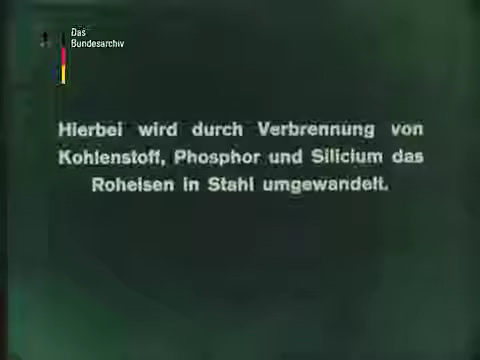 Das
Bundesarchiv
Hierbei wird durch Verbrennung von
Kohlenstoff, Phosphor und Silicium das
Roheisen in Stahl umgewandelt.